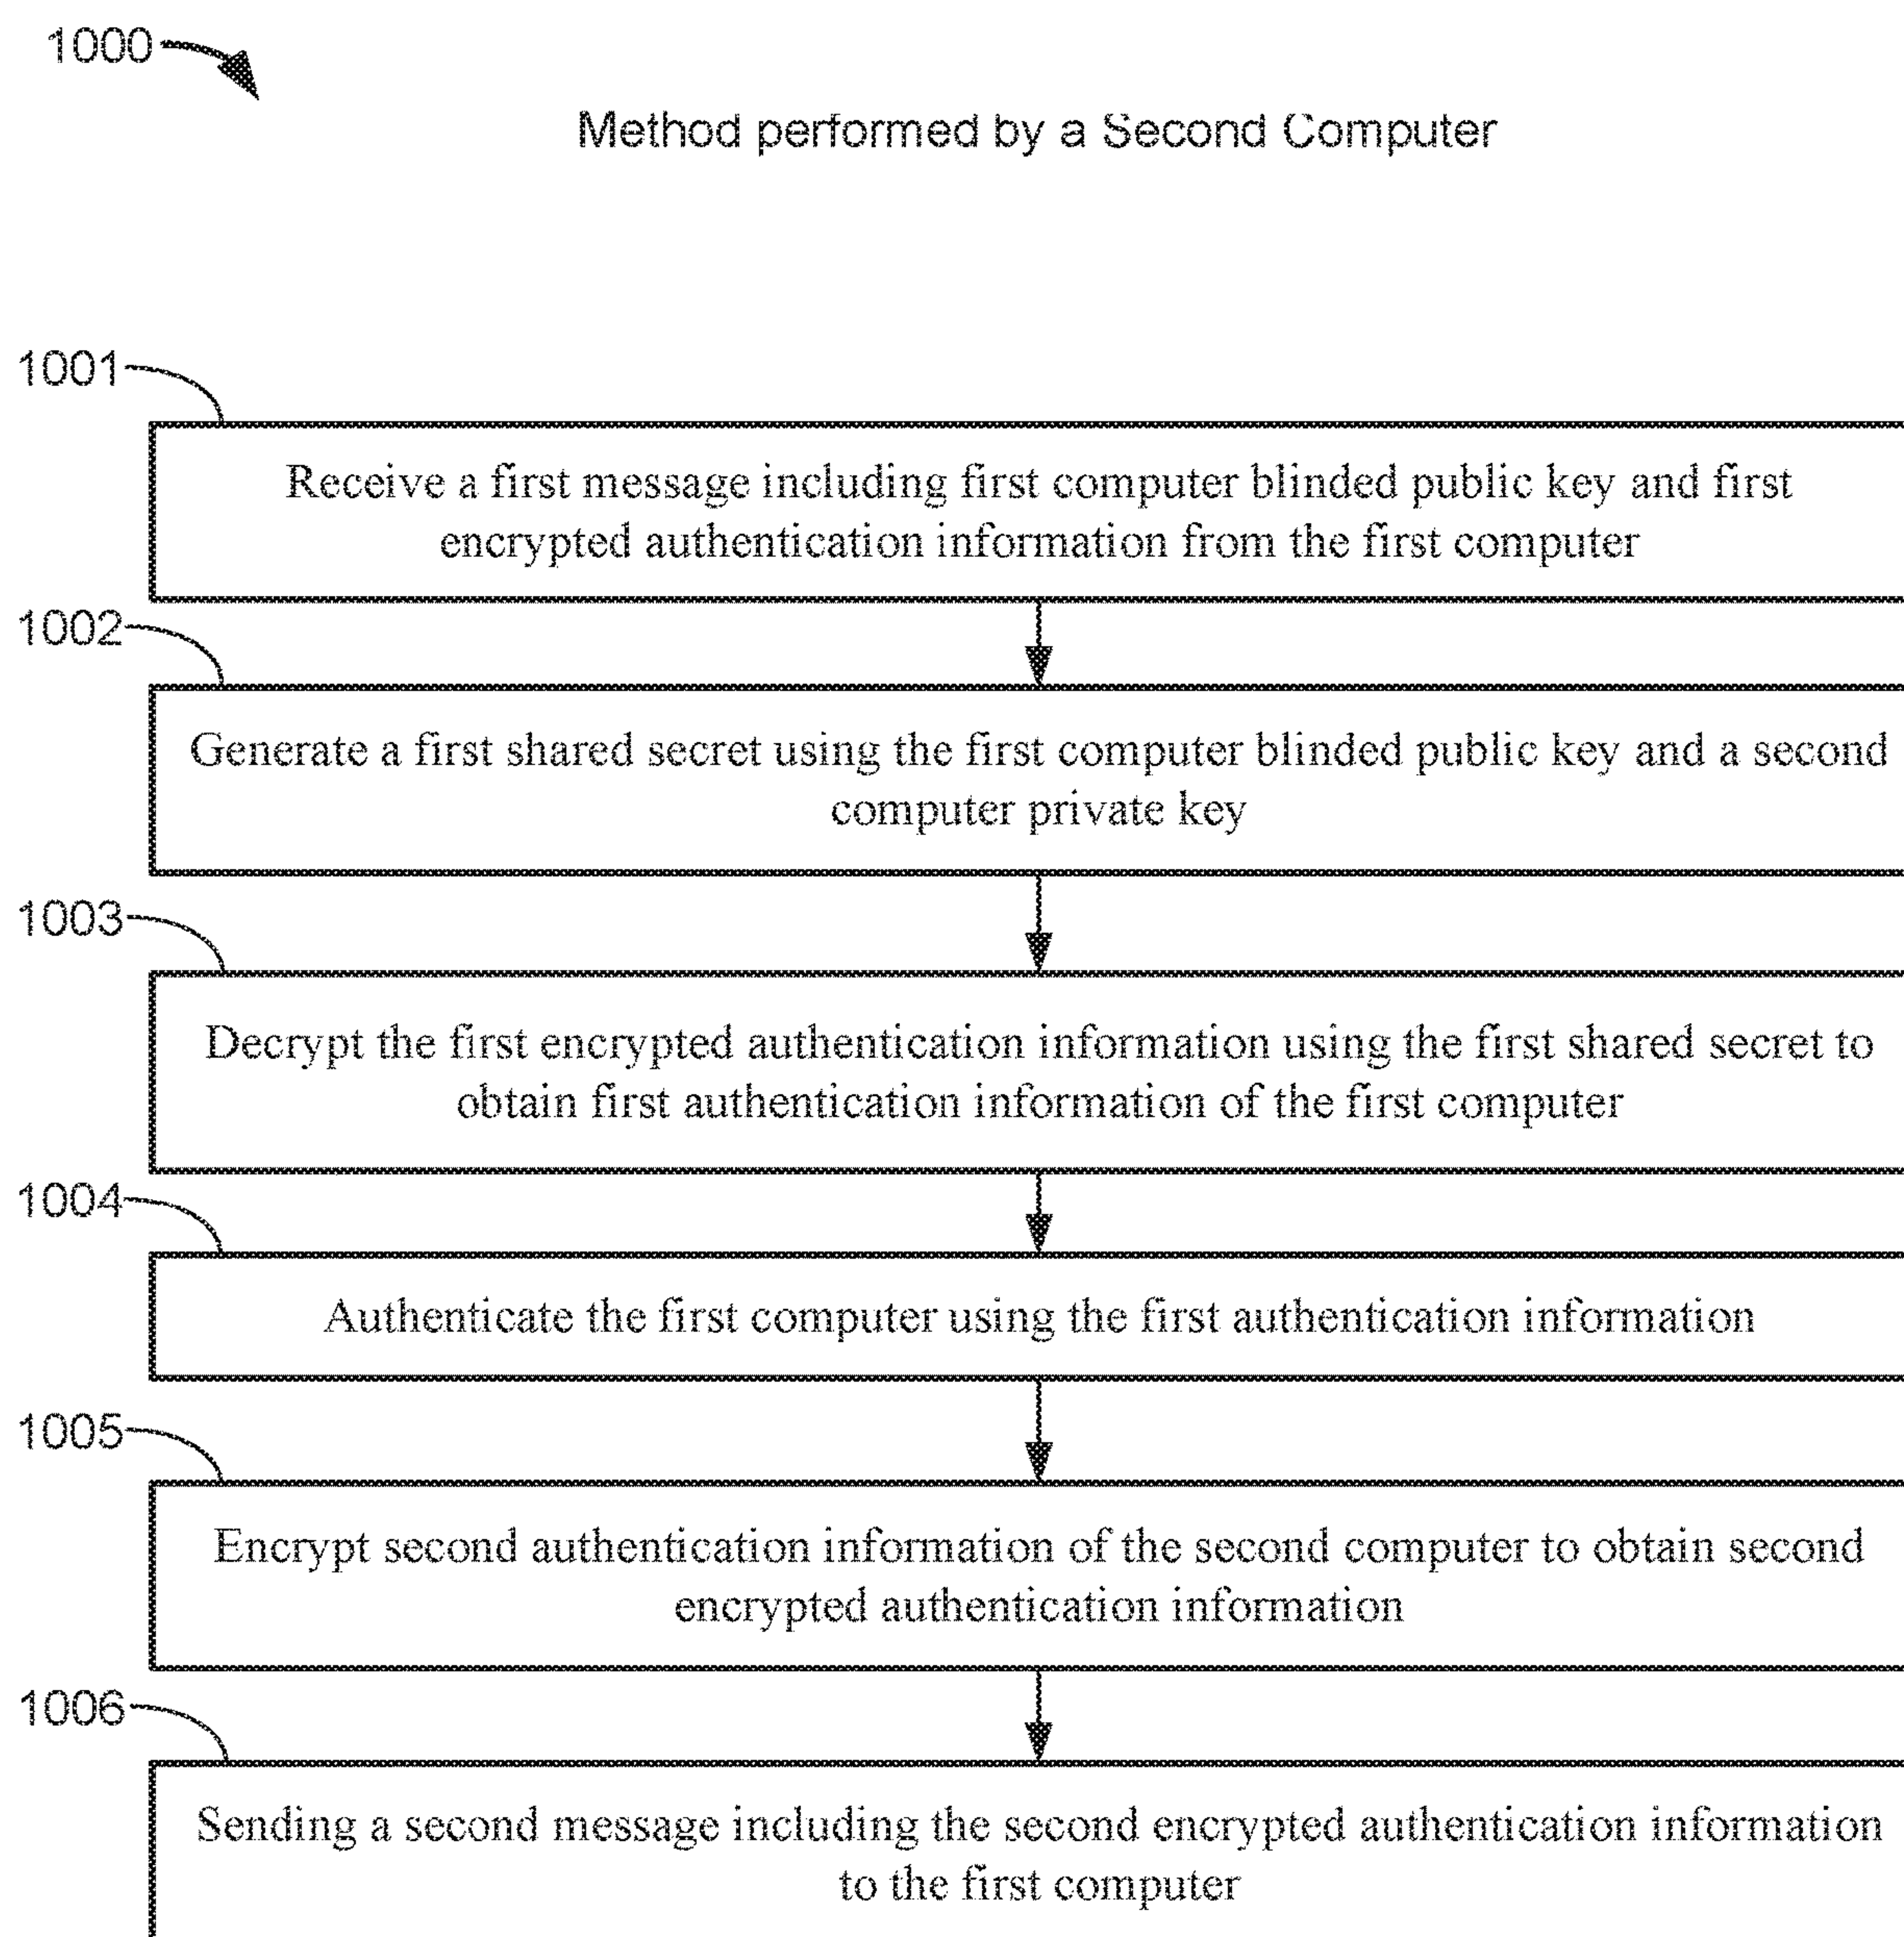 1000
Method performed by a Second Computer
1001
Receive a first message including first computer blinded public key and first
encrypted authentication information from the first computer
1002
Generate a first shared secret using the first computer blinded public key and a second
computer private key
1003
Decrypt the first encrypted authentication information using the first shared secret to
obtain first authentication information of the first computer
1004
Authenticate the first computer using the first authentication information
1005
Encrypt second authentication information of the second computer to obtain second
encrypted authentication information
1006
Sending a second message including the second encrypted authentication information
to the first computer